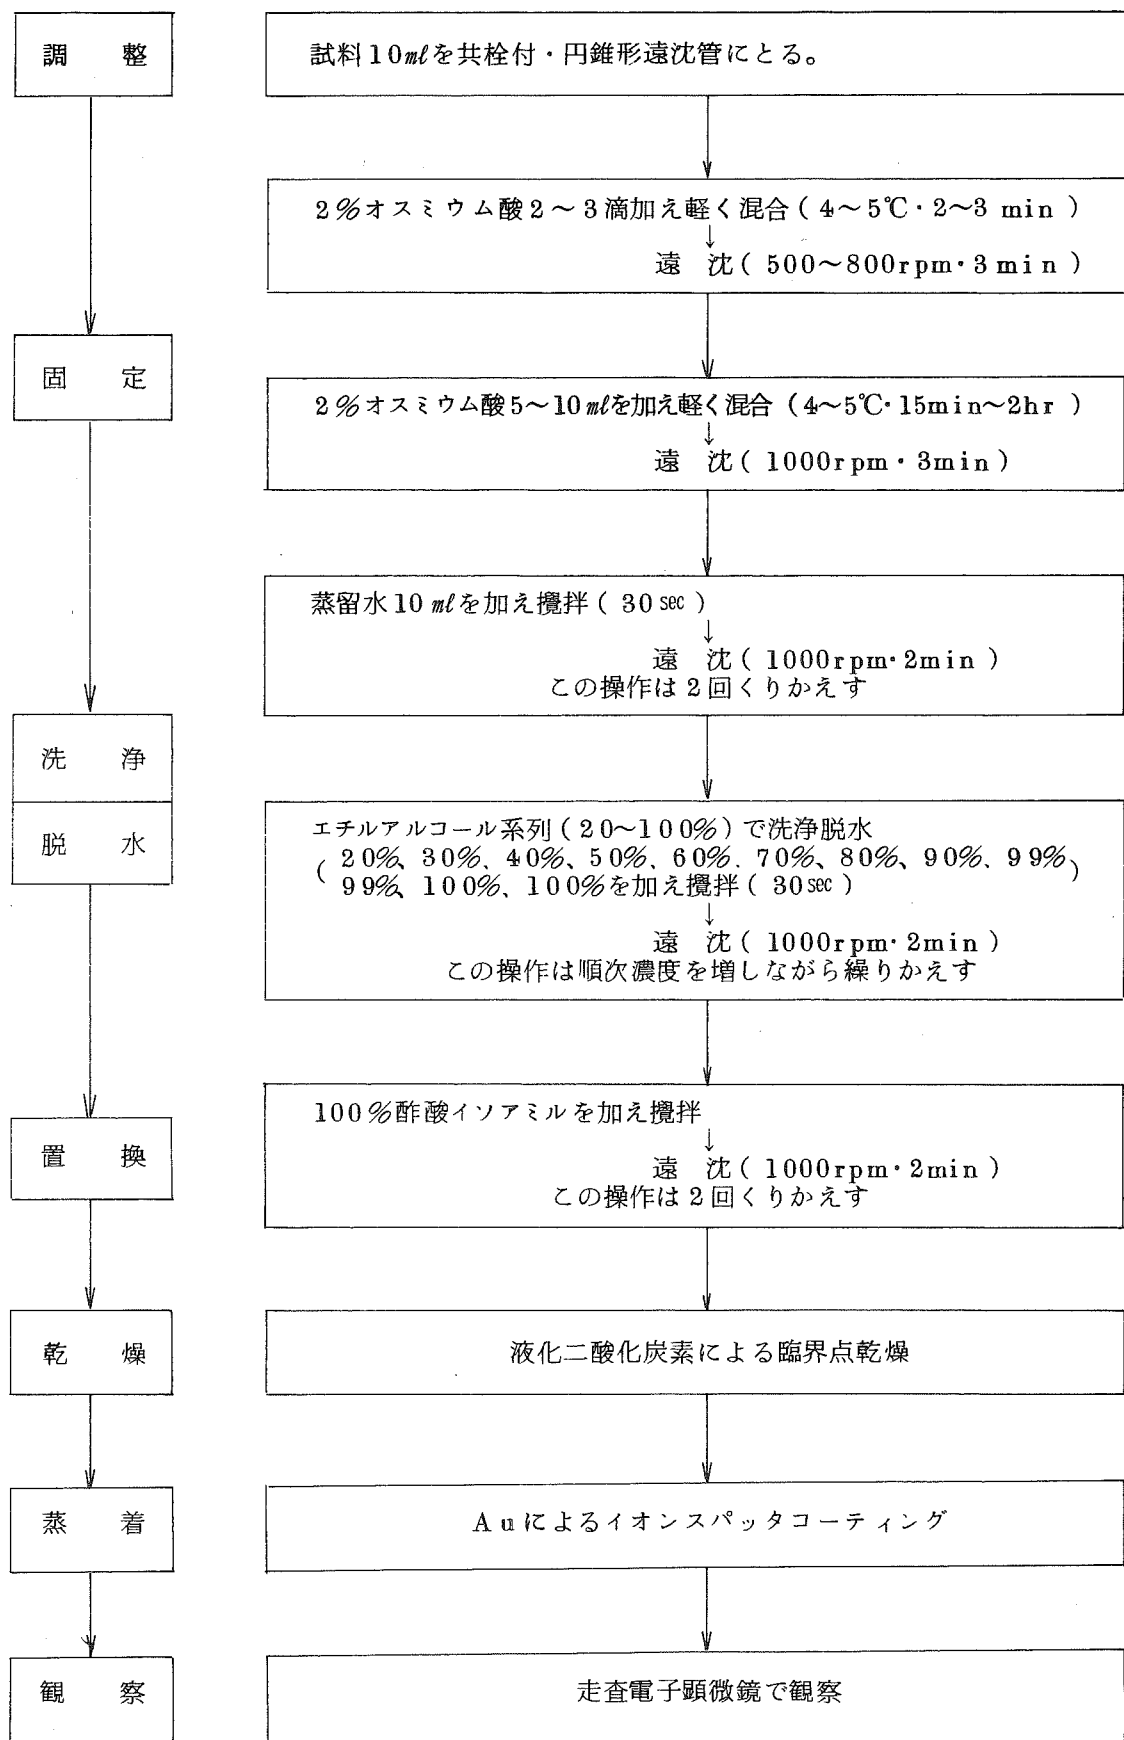 調 整
試料10mlを共栓付・円錐形遠沈管にとる。
2%オスミウム酸2～3滴加え軽く混合(4～5℃・2～3 min)
↓
遠 沈(500～800rpm・3min)
固 定
2%オスミウム酸5～10mlを加え軽く混合(4～5℃・15min～2hr)
↓
遠 沈(1000rpm・3min)
蒸留水10mlを加え攪拌(30sec)
↓
遠 沈(1000rpm・2min)
この操作は2回くりかえす
洗 浄
脱 水
エチルアルコール系列(20～100%)で洗浄脱水
(20%、30%、40%、50%、60%、70%、80%、90%、99%
99%、100%、100%を加え攪拌(30sec))
↓
遠 沈(1000rpm・2min)
この操作は順次濃度を増しながら繰りかえす
置 換
100%酢酸イソアミルを加え攪拌
↓
遠 沈(1000rpm・2min)
この操作は2回くりかえす
乾 燥
液化二酸化炭素による臨界点乾燥
蒸 着
Auによるイオンスパッタコーティング
観 察
走査電子顕微鏡で観察